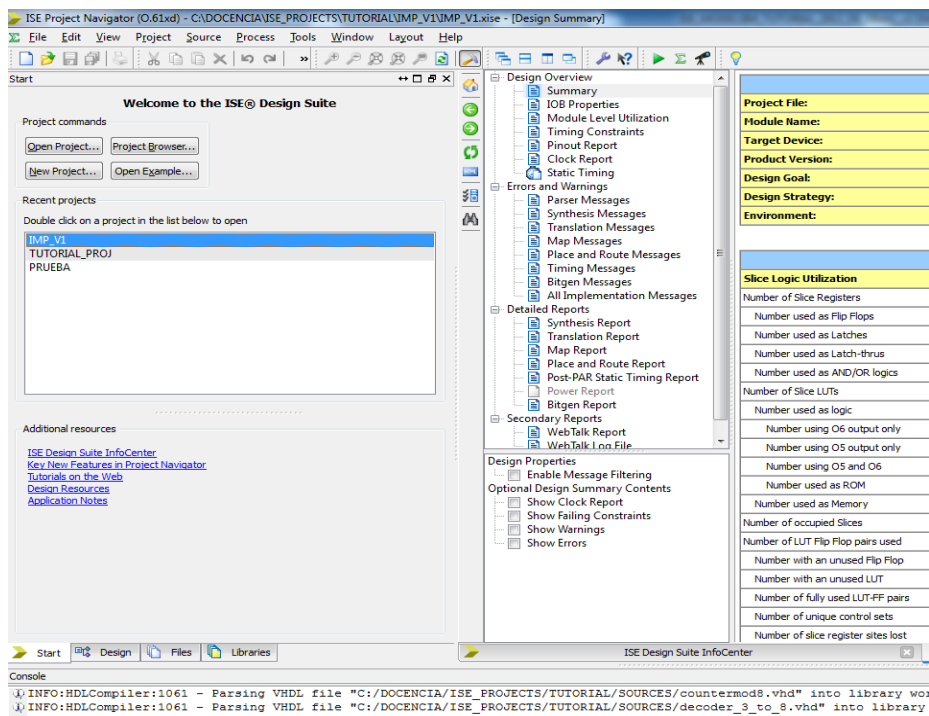 ISE Project Navigator (O.61xd) - C:\DOCENCIA\ISE_PROJECTS\TUTORIAL\IMP_V1\IMP_V1.xise - [Design Summary]
File Edit View Project Source Process Tools Window Layout Help
Start
Welcome to the ISE® Design Suite
Project commands
Open Project... Project Browser...
New Project... Open Example...
Recent projects
Double click on a project in the list below to open
IMP_V1
TUTORIAL_PROJ
PRUEBA
Additional resources
ISE Design Suite InfoCenter
Key New Features in Project Navigator
Tutorials on the Web
Design Resources
Application Notes
Start Design Files Libraries
Design Overview
Summary
IOB Properties
Module Level Utilization
Timing Constraints
Pinout Report
Clock Report
Static Timing
Errors and Warnings
Parser Messages
Synthesis Messages
Translation Messages
Map Messages
Place and Route Messages
Timing Messages
Bitgen Messages
All Implementation Messages
Detailed Reports
Synthesis Report
Translation Report
Map Report
Place and Route Report
Post-PAR Static Timing Report
Power Report
Bitgen Report
Secondary Reports
WebTalk Report
WebTalk Log File
Design Properties
Enable Message Filtering
Optional Design Summary Contents
Show Clock Report
Show Failing Constraints
Show Warnings
Show Errors
Project File:
Module Name:
Target Device:
Product Version:
Design Goal:
Design Strategy:
Environment:
Slice Logic Utilization
Number of Slice Registers
Number used as Flip Flops
Number used as Latches
Number used as Latch-thrus
Number used as AND/OR logics
Number of Slice LUTs
Number used as logic
Number using O6 output only
Number using O5 output only
Number using O5 and O6
Number used as ROM
Number used as Memory
Number of occupied Slices
Number of LUT Flip Flop pairs used
Number with an unused Flip Flop
Number with an unused LUT
Number of fully used LUT-FF pairs
Number of unique control sets
Number of slice register sites lost
ISE Design Suite InfoCenter
Console
INFO:HDLCompiler:1061 - Parsing VHDL file "C:/DOCENCIA/ISE_PROJECTS/TUTORIAL/SOURCES/countermod8.vhd" into library wor
INFO:HDLCompiler:1061 - Parsing VHDL file "C:/DOCENCIA/ISE_PROJECTS/TUTORIAL/SOURCES/decoder_3_to_8.vhd" into library